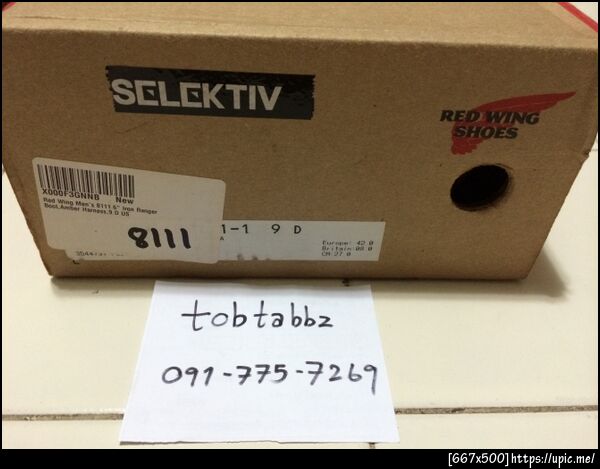 SELEKTIV
RED WING
SHOES
X000F3GNNB New
Red Wing Men's 8111 6" Iron Ranger
Boot,Amber Harness,9 D US
8111
1-1 9 D
Europe: 42.0
Britain:08.0
CM:27.0
tobtabbz
091-775-7269
[667x500]https://upic.me/